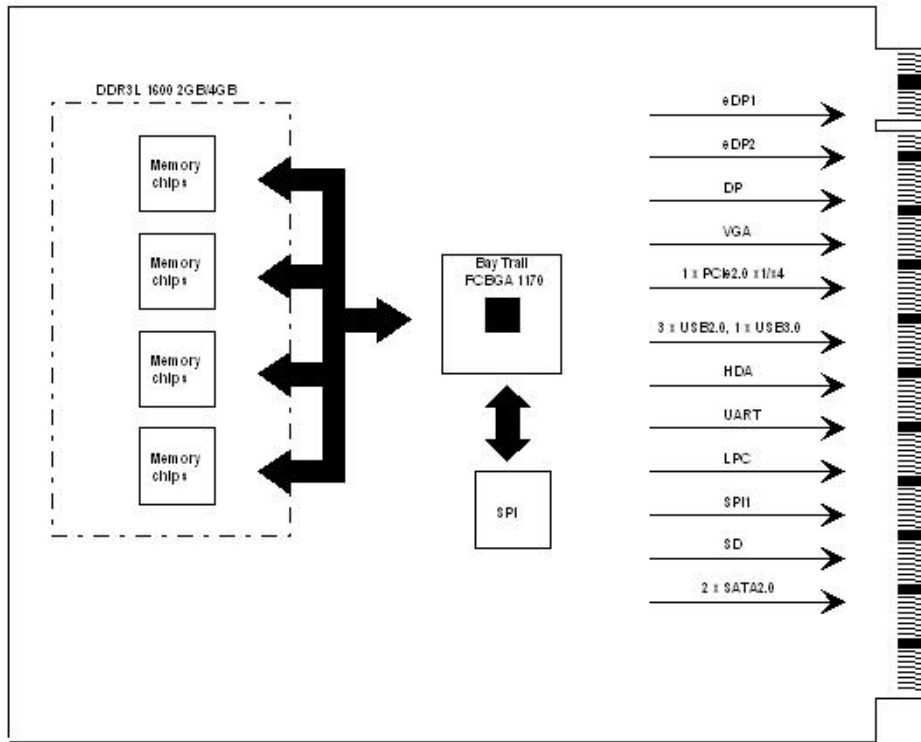 DDR3L 1600 2GB/4GB
Memory
chips
Memory
chips
Memory
chips
Memory
chips
Bay Trail
FCBGA 1170
SPI
eDP1
eDP2
DP
VGA
1 x PCIe2.0 x1/x4
3 x USB2.0, 1 x USB3.0
HDA
UART
LPC
SPI1
SD
2 x SATA2.0